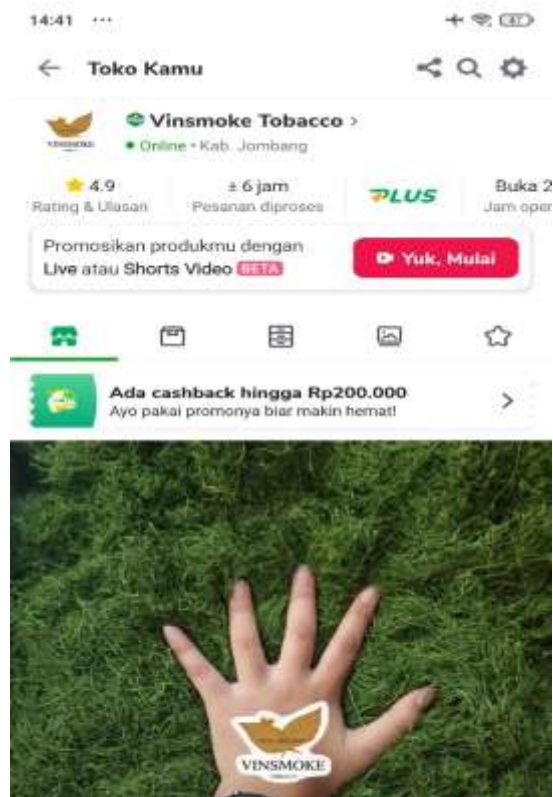 14:41 ...
47
Toko Kamu
Vinsmoke Tobacco >
Online • Kab. Jombang
4.9
Rating & Ulasan
± 6 jam
Pesanan diproses
PLUS
Buka 2
Jam oper
Promosikan produkmu dengan
Live atau Shorts Video BETA
Yuk, Mulai
Ada cashback hingga Rp200.000
Ayo pakai promonya biar makin hemat!
VINSMOKE